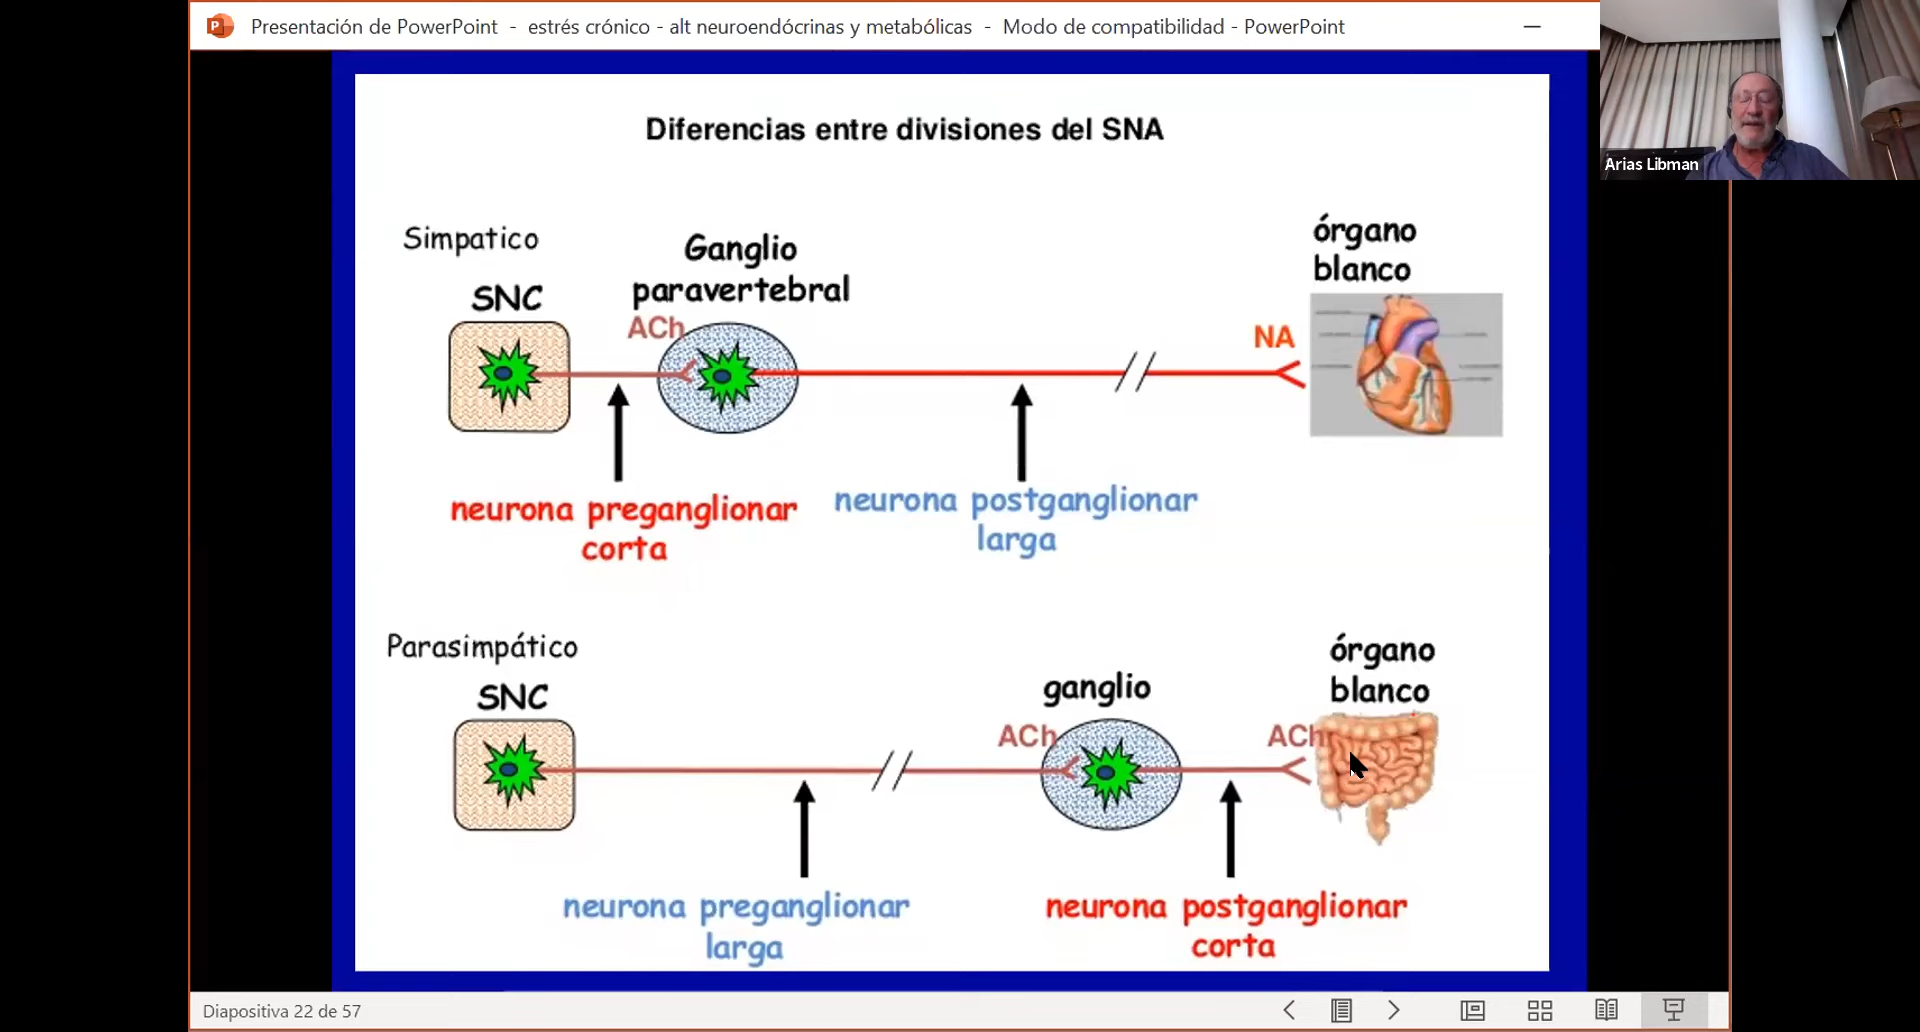 Presentación de PowerPoint - estrés crónico - alt neuroendócrinas y metabólicas - Modo de compatibilidad - PowerPoint
Arias Libman
Diferencias entre divisiones del SNA
Simpatico
SNC
Ganglio
paravertebral
ACh
NA
órgano
blanco
neurona preganglionar
corta
neurona postganglionar
larga
Parasimpático
SNC
ganglio
ACh
ACh
órgano
blanco
neurona preganglionar
larga
neurona postganglionar
corta
Diapositiva 22 de 57